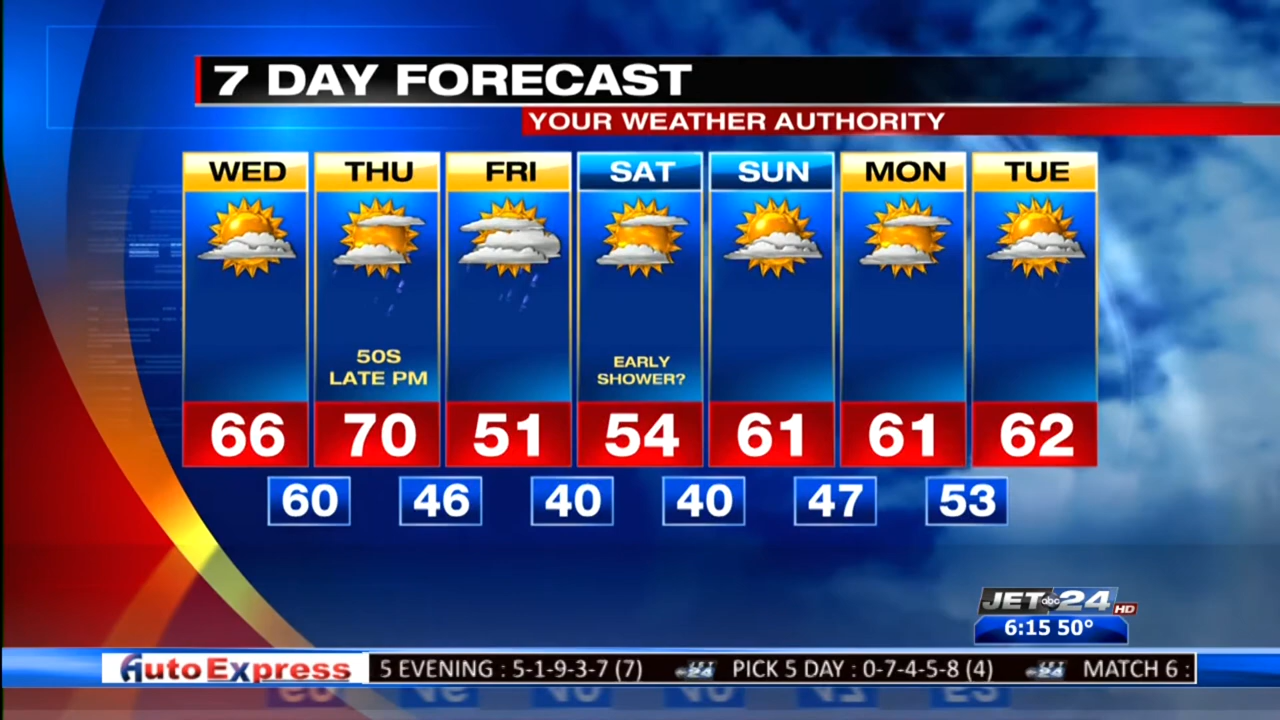 7 DAY FORECAST
YOUR WEATHER AUTHORITY
WED THU FRI SAT SUN MON TUE
50S
LATE PM
EARLY
SHOWER?
66 70 51 54 61 61 62
60 46 40 40 47 53
JET abc 24 HD
6:15 50°
AutoExpress 5 EVENING : 5-1-9-3-7 (7) 24 PICK 5 DAY : 0-7-4-5-8 (4) 24 MATCH 6 :